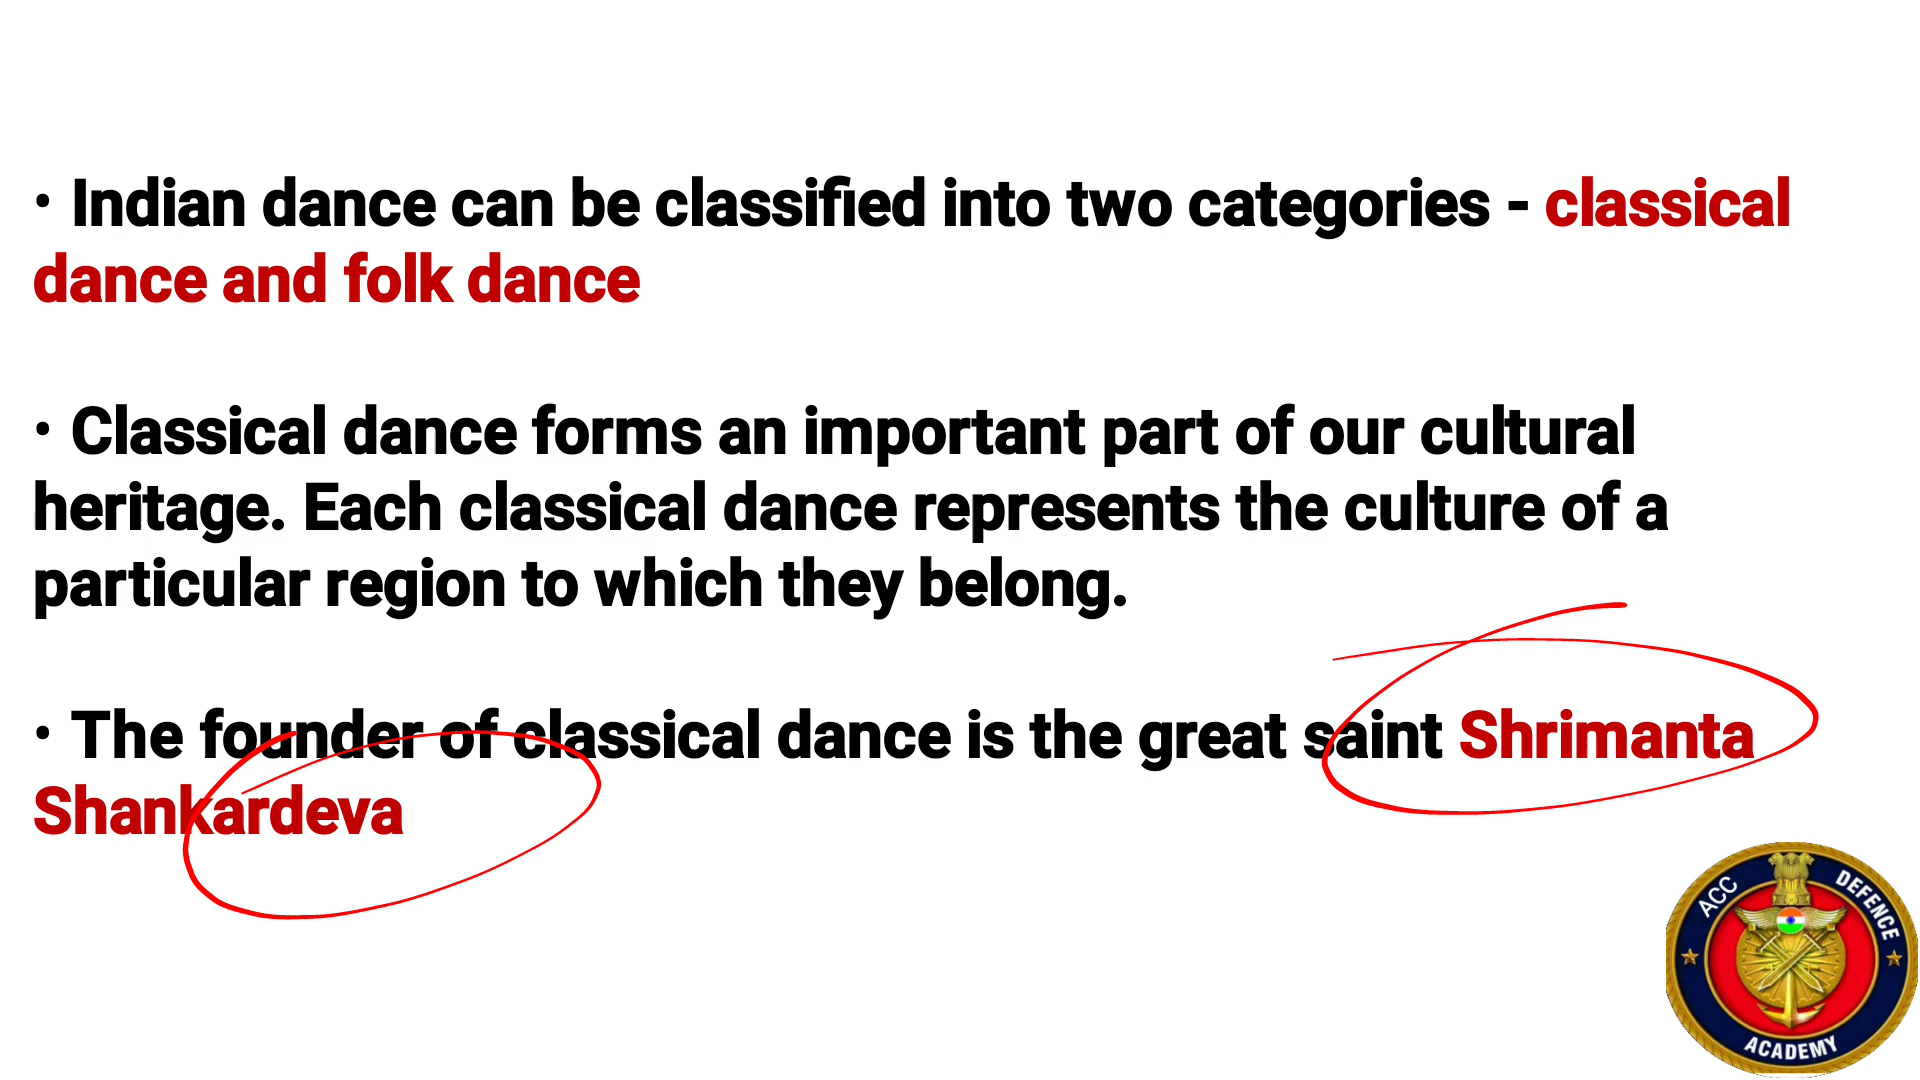 • Indian dance can be classified into two categories - classical
dance and folk dance
• Classical dance forms an important part of our cultural
heritage. Each classical dance represents the culture of a
particular region to which they belong.
• The founder of classical dance is the great saint Shrimanta
Shankardeva
ACC DEFENCE
ACADEMY